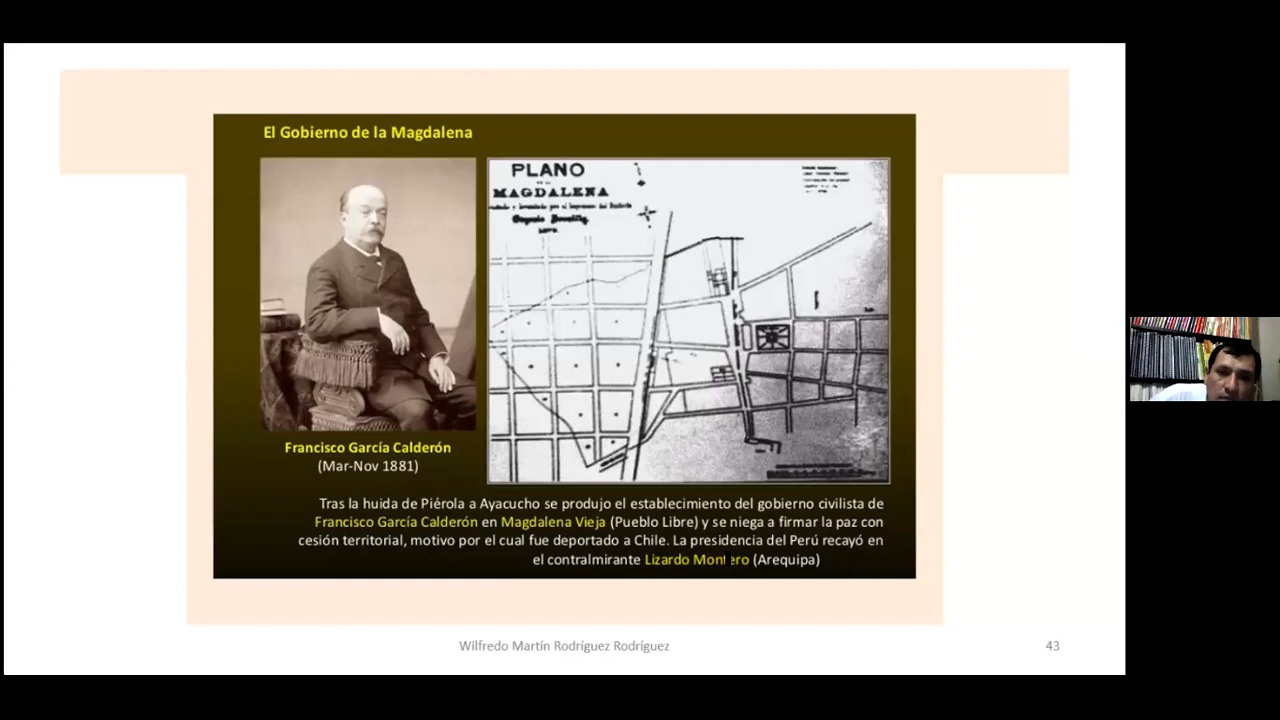 El Gobierno de la Magdalena
PLANO
MAGDALENA
Francisco García Calderón
(Mar-Nov 1881)
Tras la huida de Piérola a Ayacucho se produjo el establecimiento del gobierno civilista de
Francisco García Calderón en Magdalena Vieja (Pueblo Libre) y se niega a firmar la paz con
cesión territorial, motivo por el cual fue deportado a Chile. La presidencia del Perú recayó en
el contralmirante Lizardo Montero (Arequipa)
Wilfredo Martín Rodríguez Rodríguez
43